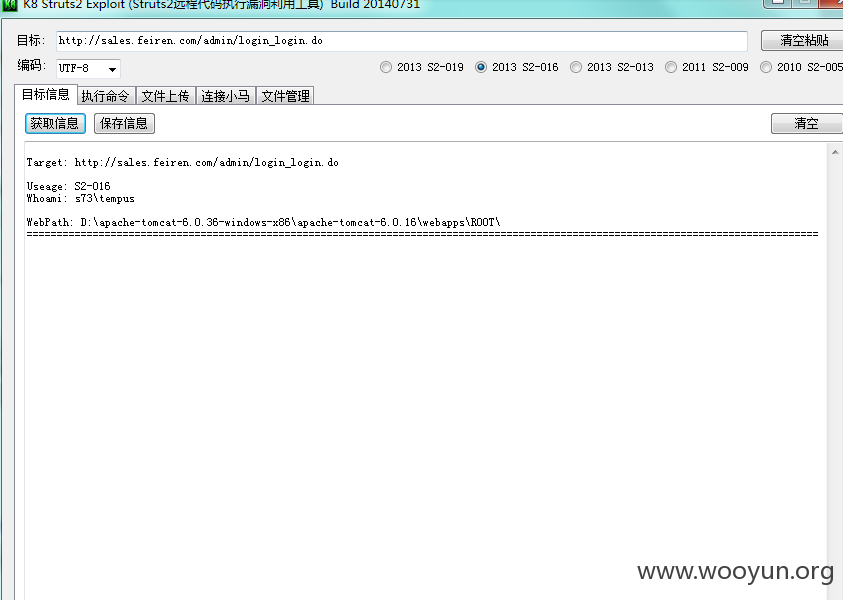 K8 Struts2 Exploit (Struts2远程代码执行漏洞利用工具) Build 20140731
目标: http://sales.feiren.com/admin/login_login.do 清空粘贴
编码: UTF-8 2013 S2-019 2013 S2-016 2013 S2-013 2011 S2-009 2010 S2-005
目标信息 执行命令 文件上传 连接小马 文件管理
获取信息 保存信息 清空
Target: http://sales.feiren.com/admin/login_login.do
Useage: S2-016
Whoami: s73\tempus
WebPath: D:\apache-tomcat-6.0.36-windows-x86\apache-tomcat-6.0.16\webapps\ROOT\
www.wooyun.org